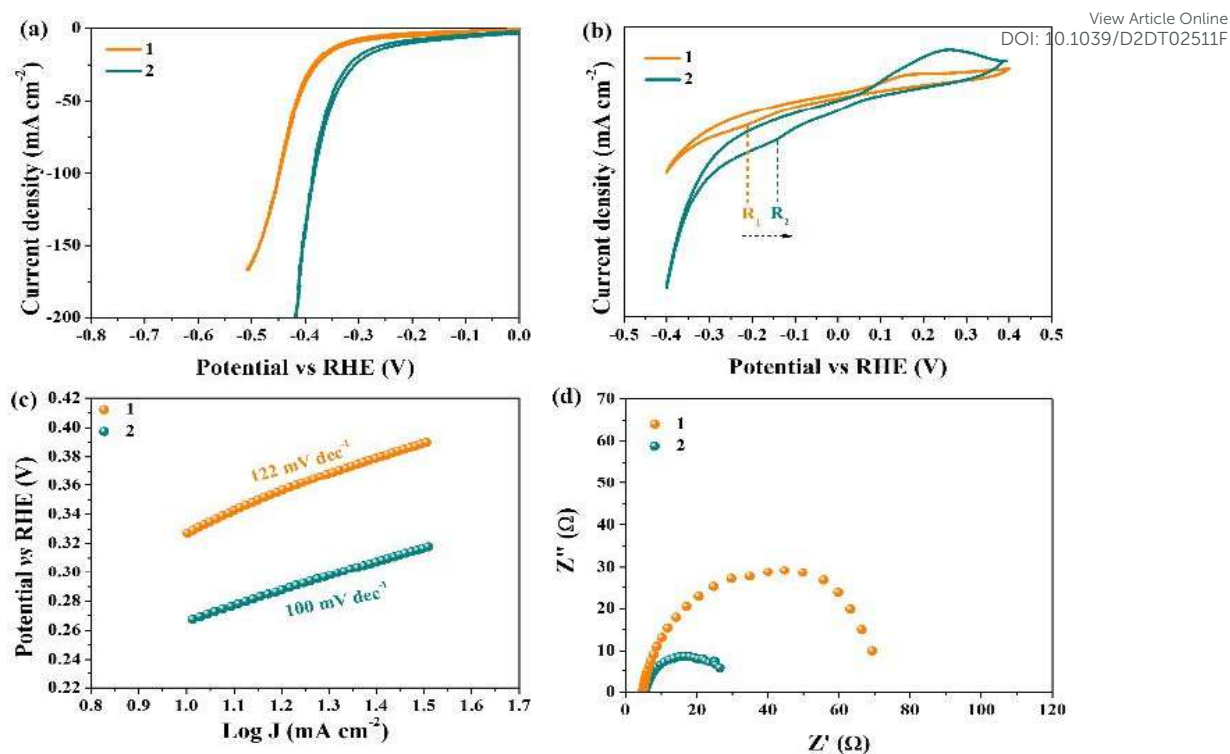 View Article Online
DOI: 10.1039/D2DT02511F
(a)
1
2
0
-50
-100
-150
-200
Current density (mA cm⁻²)
-0.8 -0.7 -0.6 -0.5 -0.4 -0.3 -0.2 -0.1 0.0
Potential vs RHE (V)
(b)
1
2
R₁
R₂
Current density (mA cm⁻²)
-0.5 -0.4 -0.3 -0.2 -0.1 0.0 0.1 0.2 0.3 0.4 0.5
Potential vs RHE (V)
(c)
1
2
0.42
0.40
0.38
0.36
0.34
0.32
0.30
0.28
0.26
0.24
0.22
122 mV dec⁻¹
100 mV dec⁻¹
Potential vs RHE (V)
0.8 0.9 1.0 1.1 1.2 1.3 1.4 1.5 1.6 1.7
Log J (mA cm⁻²)
(d)
1
2
70
60
50
40
30
20
10
0
Z'' (Ω)
0 20 40 60 80 100 120
Z' (Ω)